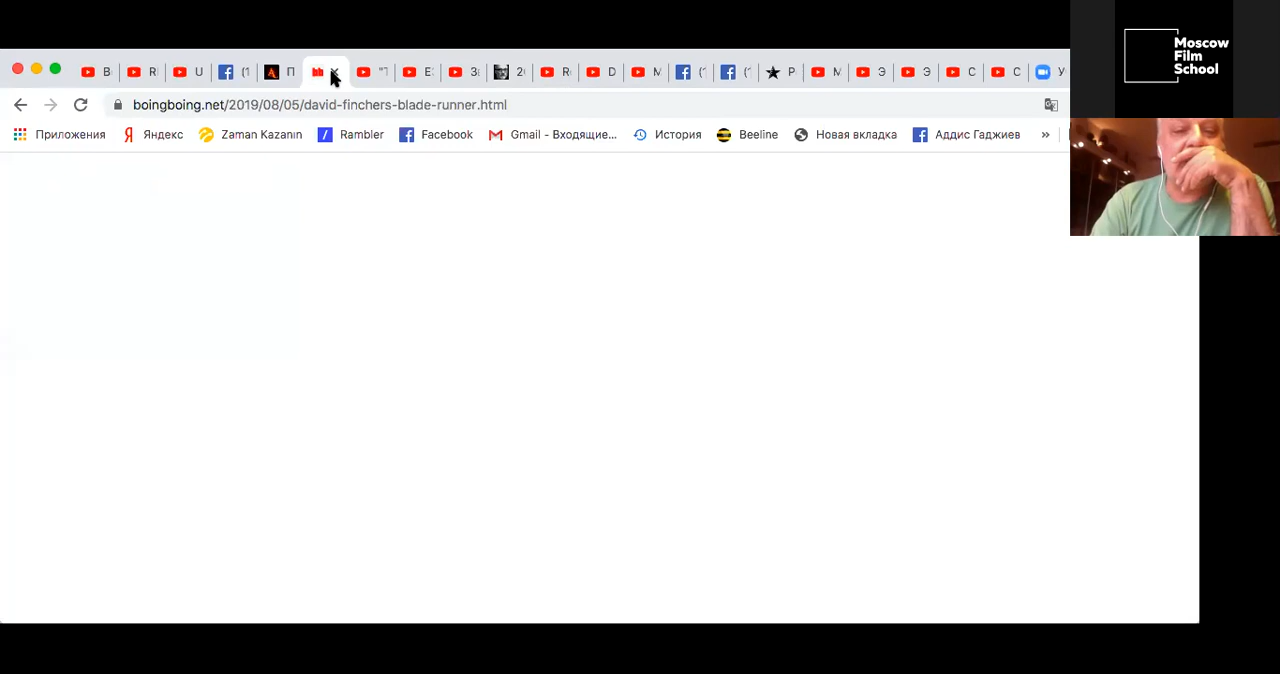 Moscow
Film
School
boingboing.net/2019/08/05/david-finchers-blade-runner.html
Приложения Яндекс Zaman Kazanın Rambler Facebook Gmail - Входящие... История Beeline Новая вкладка Аддис Гаджиев »